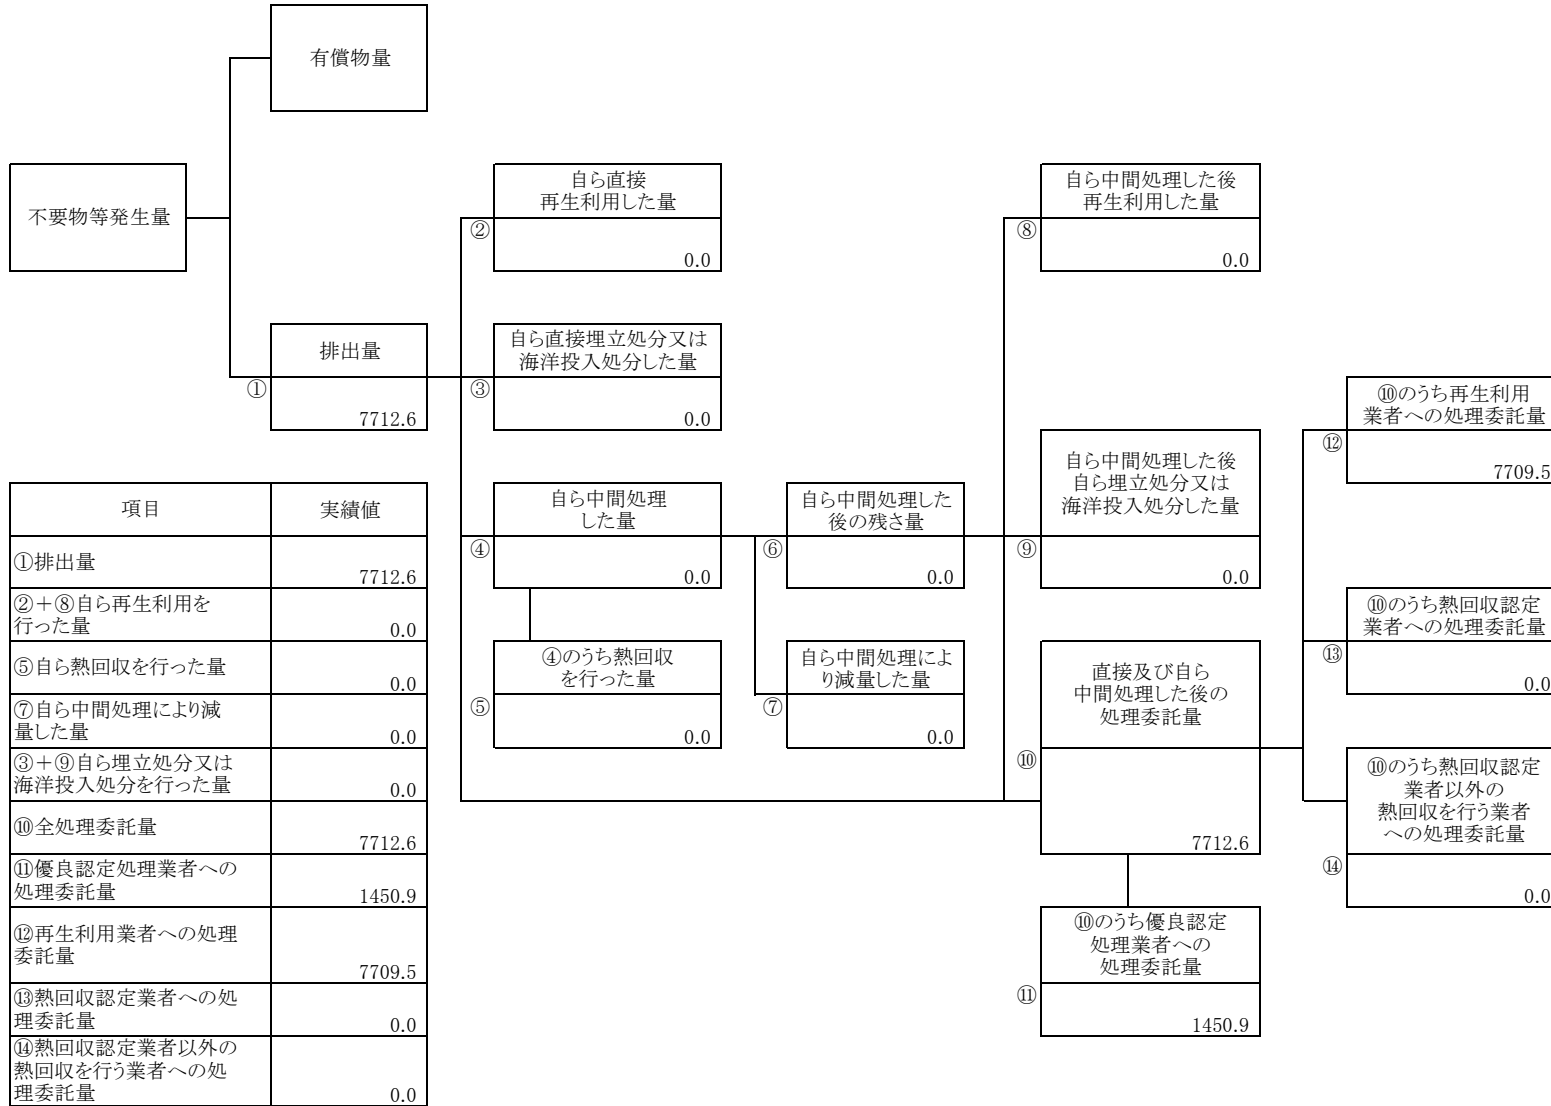 有償物量
不要物等発生量
排出量
①
7712.6
自ら直接
再生利用した量
②
0.0
自ら直接埋立処分又は
海洋投入処分した量
③
0.0
自ら中間処理
した量
④
0.0
④のうち熱回収
を行った量
⑤
0.0
自ら中間処理した
後の残さ量
⑥
0.0
自ら中間処理によ
り減量した量
⑦
0.0
自ら中間処理した後
再生利用した量
⑧
0.0
自ら中間処理した後
自ら埋立処分又は
海洋投入処分した量
⑨
0.0
直接及び自ら
中間処理した後の
処理委託量
⑩
7712.6
⑩のうち優良認定
処理業者への
処理委託量
⑪
1450.9
⑩のうち再生利用
業者への処理委託量
⑫
7709.5
⑩のうち熱回収認定
業者への処理委託量
⑬
0.0
⑩のうち熱回収認定
業者以外の
熱回収を行う業者
への処理委託量
⑭
0.0
項目 実績値
①排出量
7712.6
②+⑧自ら再生利用を
行った量 0.0
⑤自ら熱回収を行った量
0.0
⑦自ら中間処理により減
量した量 0.0
③+⑨自ら埋立処分又は
海洋投入処分を行った量 0.0
⑩全処理委託量
7712.6
⑪優良認定処理業者への
処理委託量 1450.9
⑫再生利用業者への処理
委託量
7709.5
⑬熱回収認定業者への処
理委託量 0.0
⑭熱回収認定業者以外の
熱回収を行う業者への処
理委託量 0.0